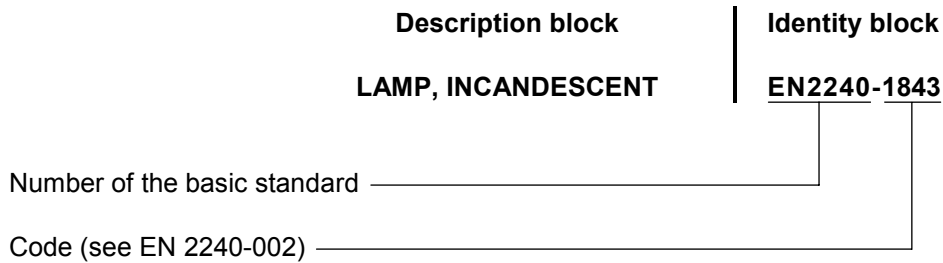 Description block Identity block
LAMP, INCANDESCENT EN2240-1843
Number of the basic standard
Code (see EN 2240-002)